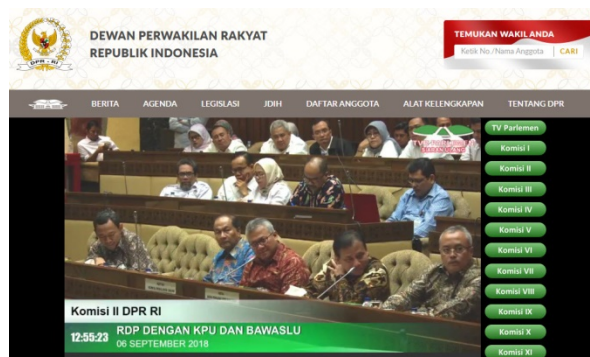 DPR - RI
DEWAN PERWAKILAN RAKYAT
REPUBLIK INDONESIA
TEMUKAN WAKIL ANDA
Ketik No./Nama Anggota
CARI
BERITA
AGENDA
LEGISLASI
JDIH
DAFTAR ANGGOTA
ALAT KELENGKAPAN
TENTANG DPR
TV Parlemen
Komisi I
Komisi II
Komisi III
Komisi IV
Komisi V
Komisi VI
Komisi VII
Komisi VIII
Komisi IX
Komisi X
Komisi XI
Komisi II DPR RI
12:55:23
RDP DENGAN KPU DAN BAWASLU
06 SEPTEMBER 2018